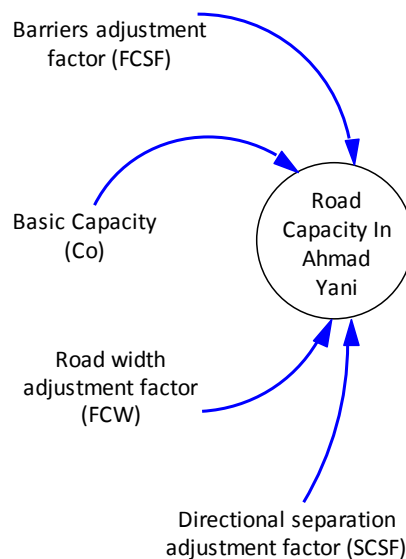 Barriers adjustment
factor (FCSF)
Basic Capacity
(Co)
Road
Capacity In
Ahmad
Yani
Road width
adjustment factor
(FCW)
Directional separation
adjustment factor (SCSF)